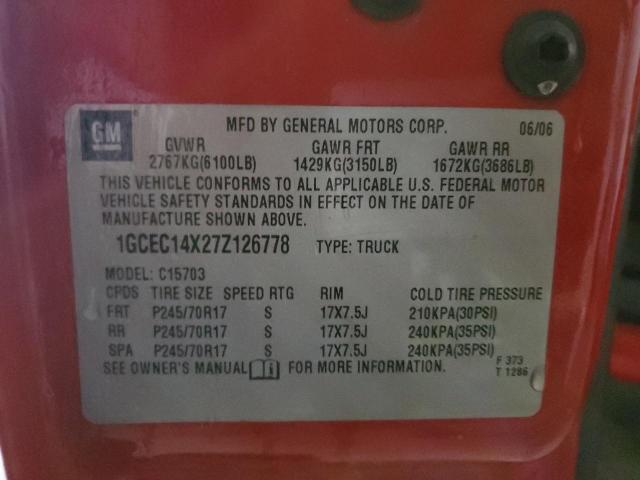 GM
MFD BY GENERAL MOTORS CORP. 06/06
GVWR GAWR FRT GAWR RR
2767KG(6100LB) 1429KG(3150LB) 1672KG(3686LB)
THIS VEHICLE CONFORMS TO ALL APPLICABLE U.S. FEDERAL MOTOR
VEHICLE SAFETY STANDARDS IN EFFECT ON THE DATE OF
MANUFACTURE SHOWN ABOVE.
1GCEC14X27Z126778 TYPE: TRUCK
MODEL: C15703
CPDS TIRE SIZE SPEED RTG RIM COLD TIRE PRESSURE
FRT P245/70R17 S 17X7.5J 210KPA(30PSI)
RR P245/70R17 S 17X7.5J 240KPA(35PSI)
SPA P245/70R17 S 17X7.5J 240KPA(35PSI)
SEE OWNER'S MANUAL FOR MORE INFORMATION.
F 373
T 1286